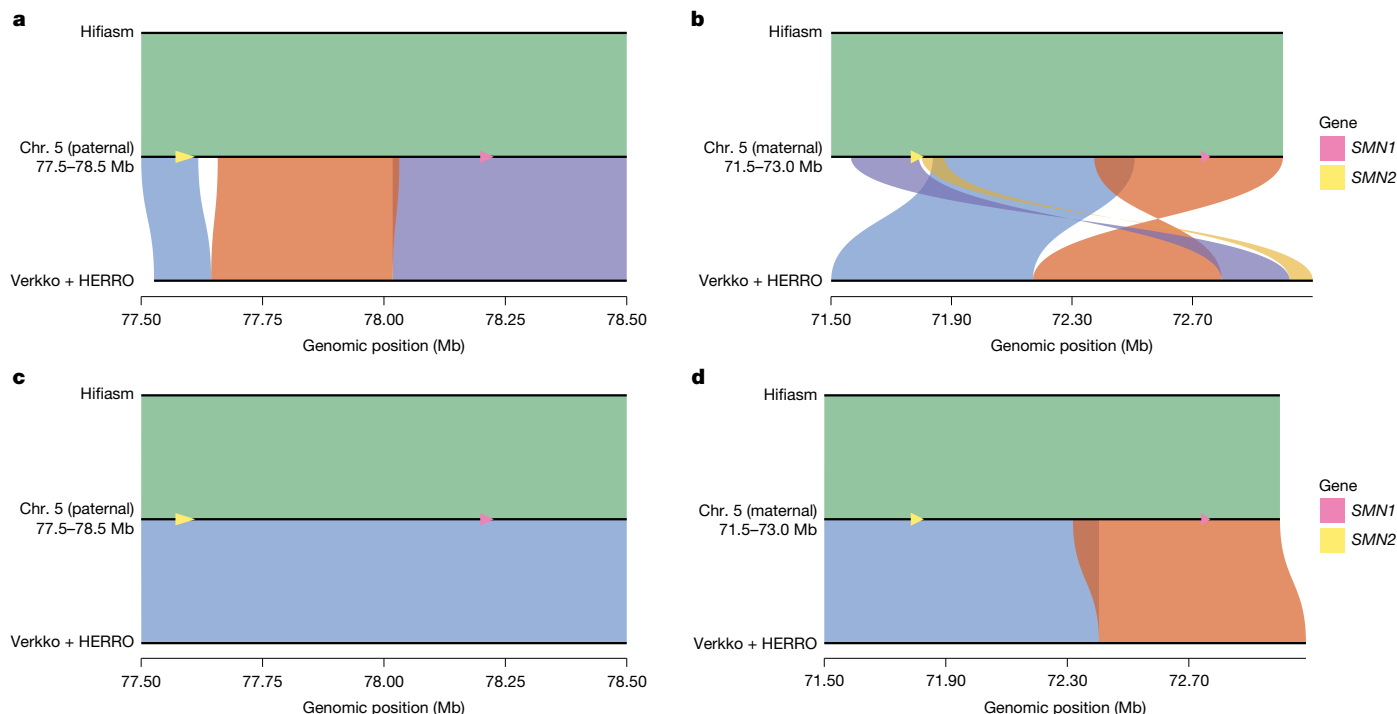 a
Hifiasm
Chr. 5 (paternal)
77.5–78.5 Mb
Verkko + HERRO
77.50 77.75 78.00 78.25 78.50
Genomic position (Mb)
b
Hifiasm
Chr. 5 (maternal)
71.5–73.0 Mb
Verkko + HERRO
71.50 71.90 72.30 72.70
Genomic position (Mb)
Gene
SMN1
SMN2
c
Hifiasm
Chr. 5 (paternal)
77.5–78.5 Mb
Verkko + HERRO
77.50 77.75 78.00 78.25 78.50
Genomic position (Mb)
d
Hifiasm
Chr. 5 (maternal)
71.5–73.0 Mb
Verkko + HERRO
71.50 71.90 72.30 72.70
Genomic position (Mb)
Gene
SMN1
SMN2